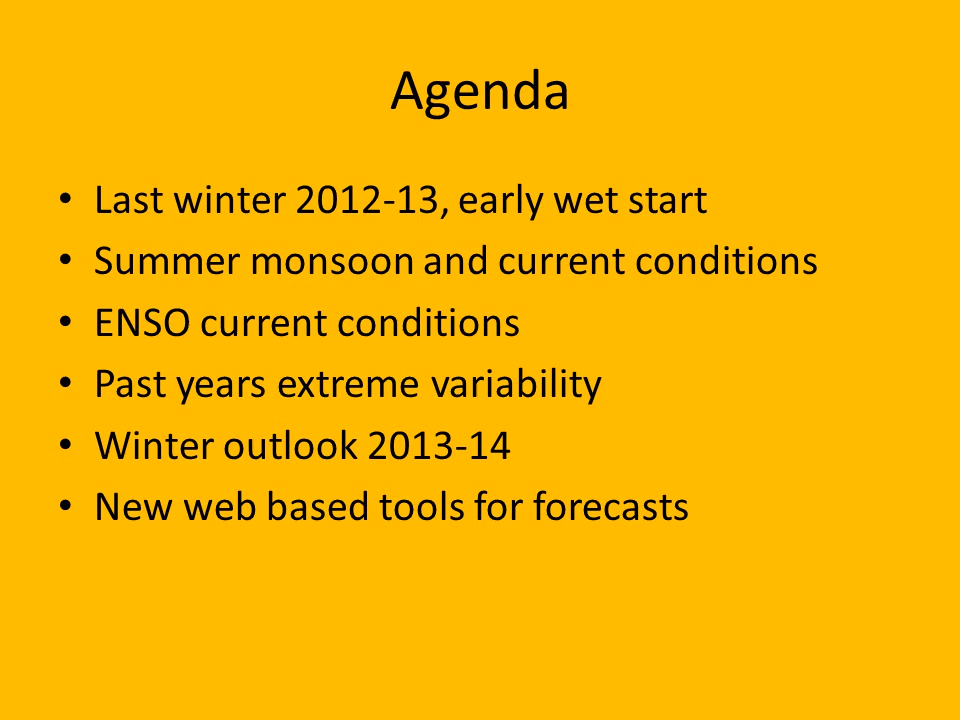 Agenda
• Last winter 2012-13, early wet start
• Summer monsoon and current conditions
• ENSO current conditions
• Past years extreme variability
• Winter outlook 2013-14
• New web based tools for forecasts